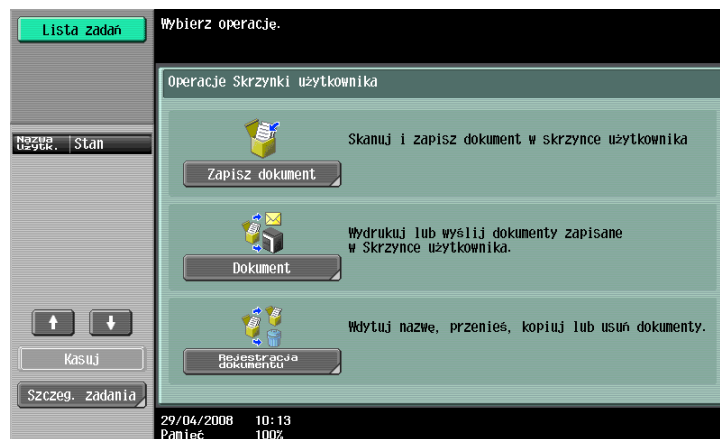 Lista zadań
Wybierz operację.
Operacje Skrzynki użytkownika
Nazwa użytk.
Stan
Skanuj i zapisz dokument w skrzynce użytkownika
Zapisz dokument
Wydrukuj lub wyślij dokumenty zapisane
w Skrzynce użytkownika.
Dokument
Wdytuj nazwę, przenieś, kopiuj lub usuń dokumenty.
Rejestracja
dokumentu
Kasuj
Szczeg. zadania
29/04/2008 10:13
Pamięć 100%